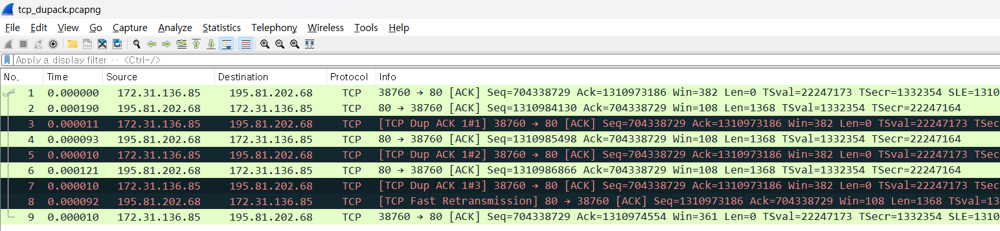 tcp_dupack.pcapng
File Edit View Go Capture Analyze Statistics Telephony Wireless Tools Help
Apply a display filter ··· <Ctrl-/>
No. Time Source Destination Protocol Info
1 0.000000 172.31.136.85 195.81.202.68 TCP 38760 → 80 [ACK] Seq=704338729 Ack=1310973186 Win=382 Len=0 TSval=22247173 TSecr=1332354 SLE=1310
2 0.000190 195.81.202.68 172.31.136.85 TCP 80 → 38760 [ACK] Seq=1310984130 Ack=704338729 Win=108 Len=1368 TSval=1332354 TSecr=22247164
3 0.000011 172.31.136.85 195.81.202.68 TCP [TCP Dup ACK 1#1] 38760 → 80 [ACK] Seq=704338729 Ack=1310973186 Win=382 Len=0 TSval=22247173 TSec
4 0.000093 195.81.202.68 172.31.136.85 TCP 80 → 38760 [ACK] Seq=1310985498 Ack=704338729 Win=108 Len=1368 TSval=1332354 TSecr=22247164
5 0.000010 172.31.136.85 195.81.202.68 TCP [TCP Dup ACK 1#2] 38760 → 80 [ACK] Seq=704338729 Ack=1310973186 Win=382 Len=0 TSval=22247173 TSec
6 0.000121 195.81.202.68 172.31.136.85 TCP 80 → 38760 [ACK] Seq=1310986866 Ack=704338729 Win=108 Len=1368 TSval=1332354 TSecr=22247164
7 0.000010 172.31.136.85 195.81.202.68 TCP [TCP Dup ACK 1#3] 38760 → 80 [ACK] Seq=704338729 Ack=1310973186 Win=382 Len=0 TSval=22247173 TSec
8 0.000092 195.81.202.68 172.31.136.85 TCP [TCP Fast Retransmission] 80 → 38760 [ACK] Seq=1310973186 Ack=704338729 Win=108 Len=1368 TSval=13
9 0.000010 172.31.136.85 195.81.202.68 TCP 38760 → 80 [ACK] Seq=704338729 Ack=1310974554 Win=361 Len=0 TSval=22247173 TSecr=1332354 SLE=1310